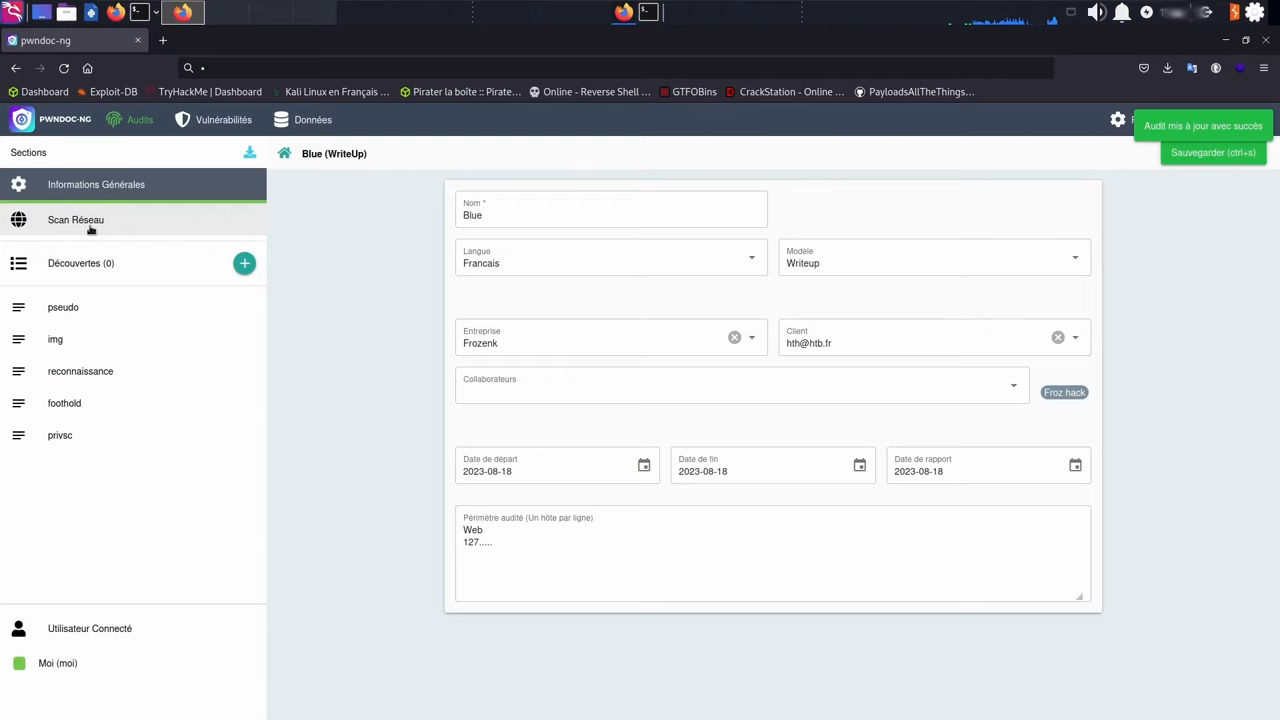 pwndoc-ng
Dashboard
Exploit-DB
TryHackMe | Dashboard
Kali Linux en Français …
Pirater la boîte :: Pirate…
Online - Reverse Shell …
GTFOBins
CrackStation - Online …
PayloadsAllTheThings…
PWNDOC-NG
Audits
Vulnérabilités
Données
Audit mis à jour avec succès
Sections
Blue (WriteUp)
Sauvegarder (ctrl+s)
Informations Générales
Scan Réseau
Découvertes (0)
pseudo
img
reconnaissance
foothold
privsc
Utilisateur Connecté
Moi (moi)
Nom *
Blue
Langue
Francais
Modèle
Writeup
Entreprise
Frozenk
Client
hth@htb.fr
Collaborateurs
Froz hack
Date de départ
2023-08-18
Date de fin
2023-08-18
Date de rapport
2023-08-18
Périmètre audité (Un hôte par ligne)
Web
127.....